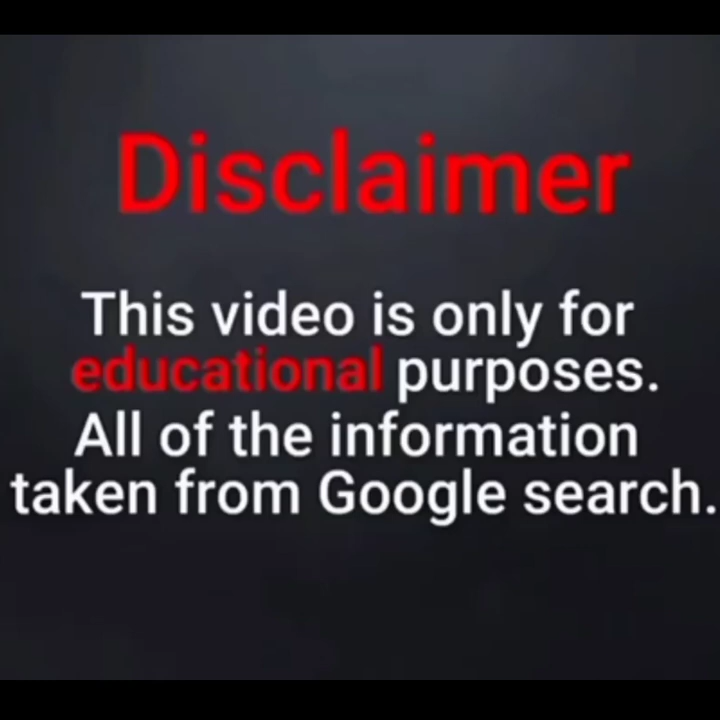 Disclaimer
This video is only for
educational purposes.
All of the information
taken from Google search.